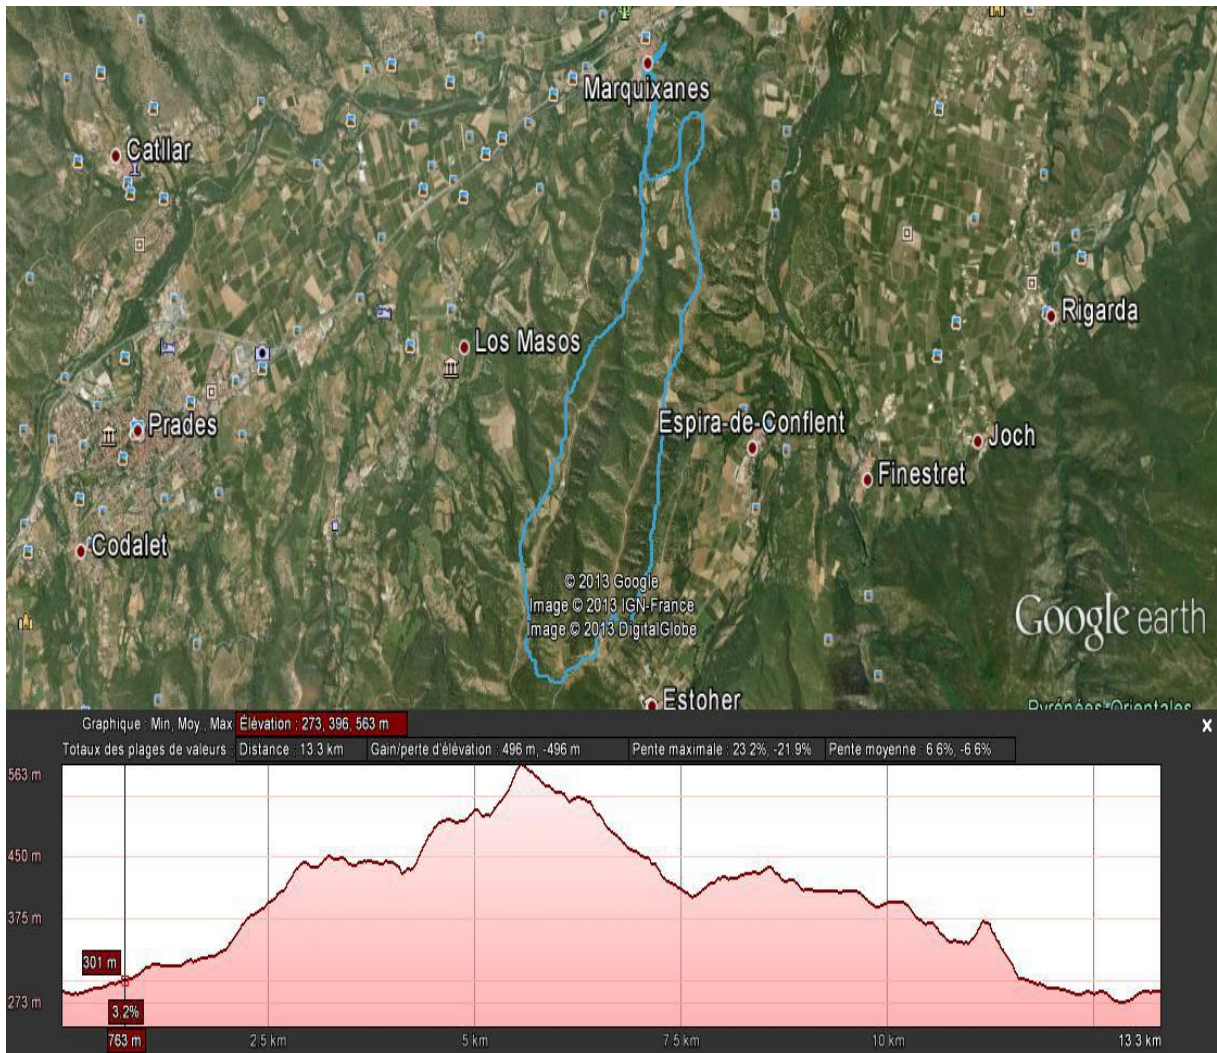 Marquixanes
Catllar
Los Masos
Rigarda
Prades
Espira-de-Conflent
Joch
Finestret
Codalet
© 2013 Google
Image © 2013 IGN-France
Image © 2013 DigitalGlobe
Google earth
Estoher
Pyrénées-Orientales
Graphique : Min, Moy., Max Élévation : 273, 396, 563 m
x
Totaux des plages de valeurs : Distance : 13.3 km Gain/perte d'élévation : 496 m, -496 m Pente maximale : 23.2%, -21.9% Pente moyenne : 6.6%, -6.6%
563 m
450 m
375 m
301 m
273 m
3.2%
763 m 2.5 km 5 km 7.5 km 10 km 13.3 km